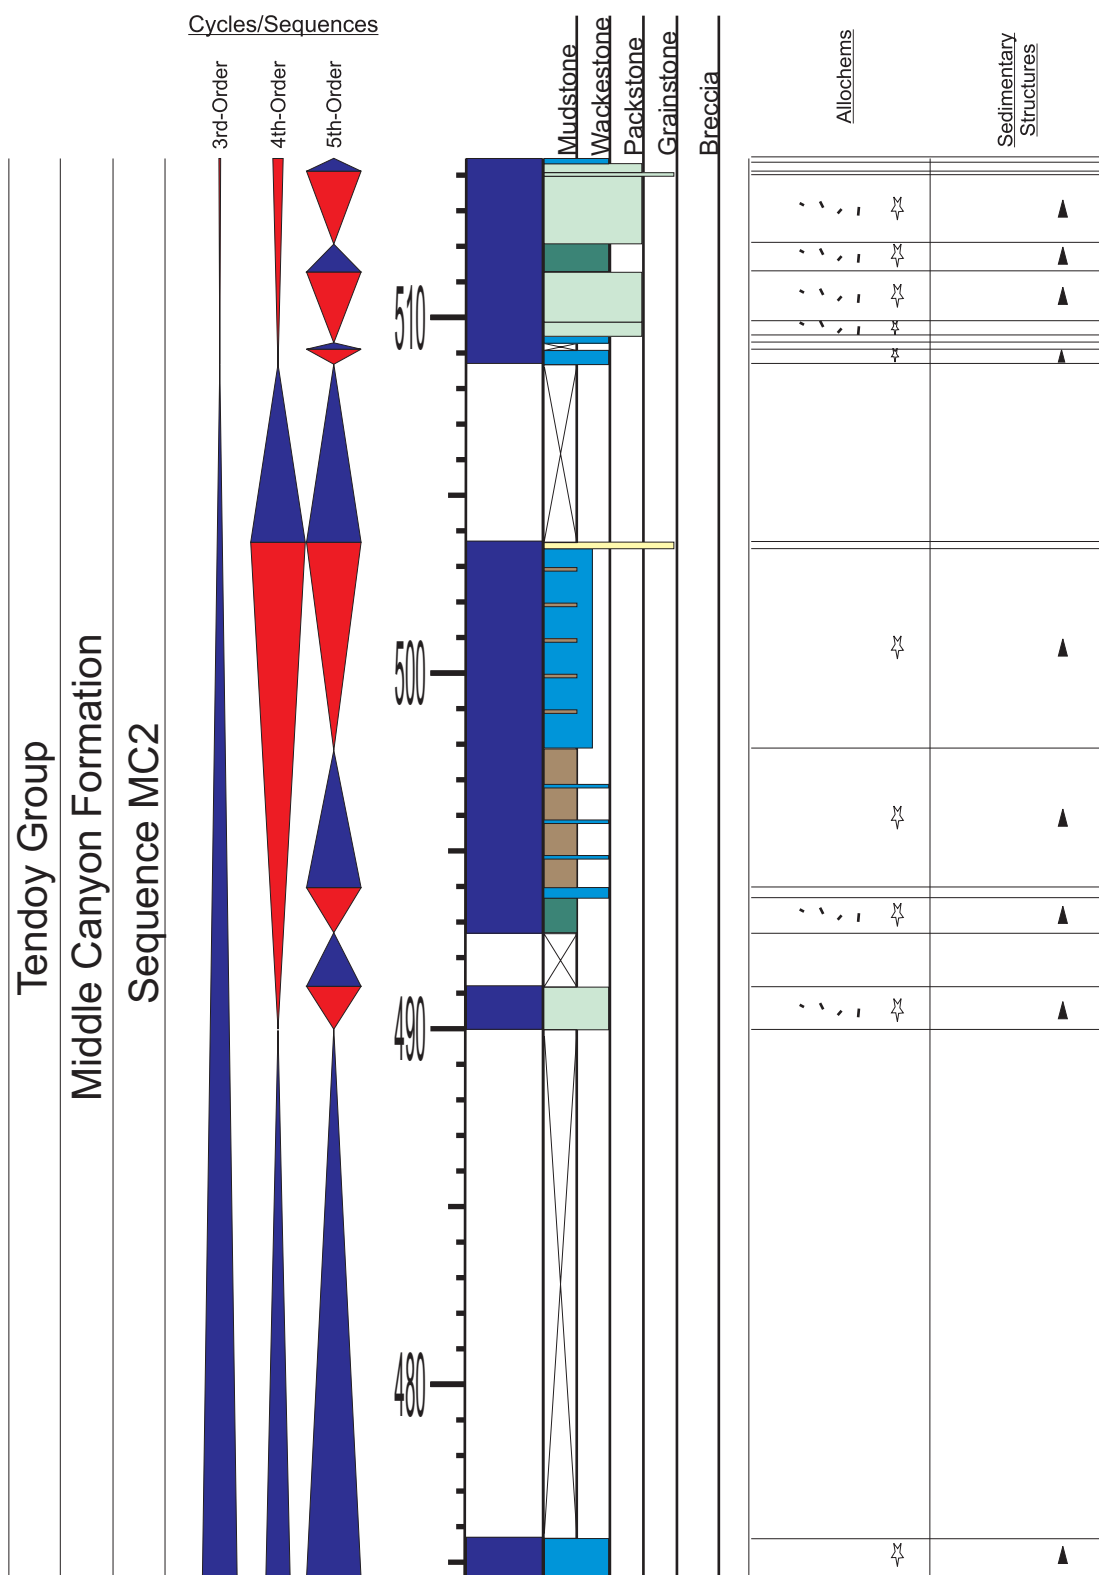 Cycles/Sequences
3rd-Order
4th-Order
5th-Order
Mudstone
Wackestone
Packstone
Grainstone
Breccia
Allochems
Sedimentary
Structures
Tendoy Group
Middle Canyon Formation
Sequence MC2
510
500
490
480